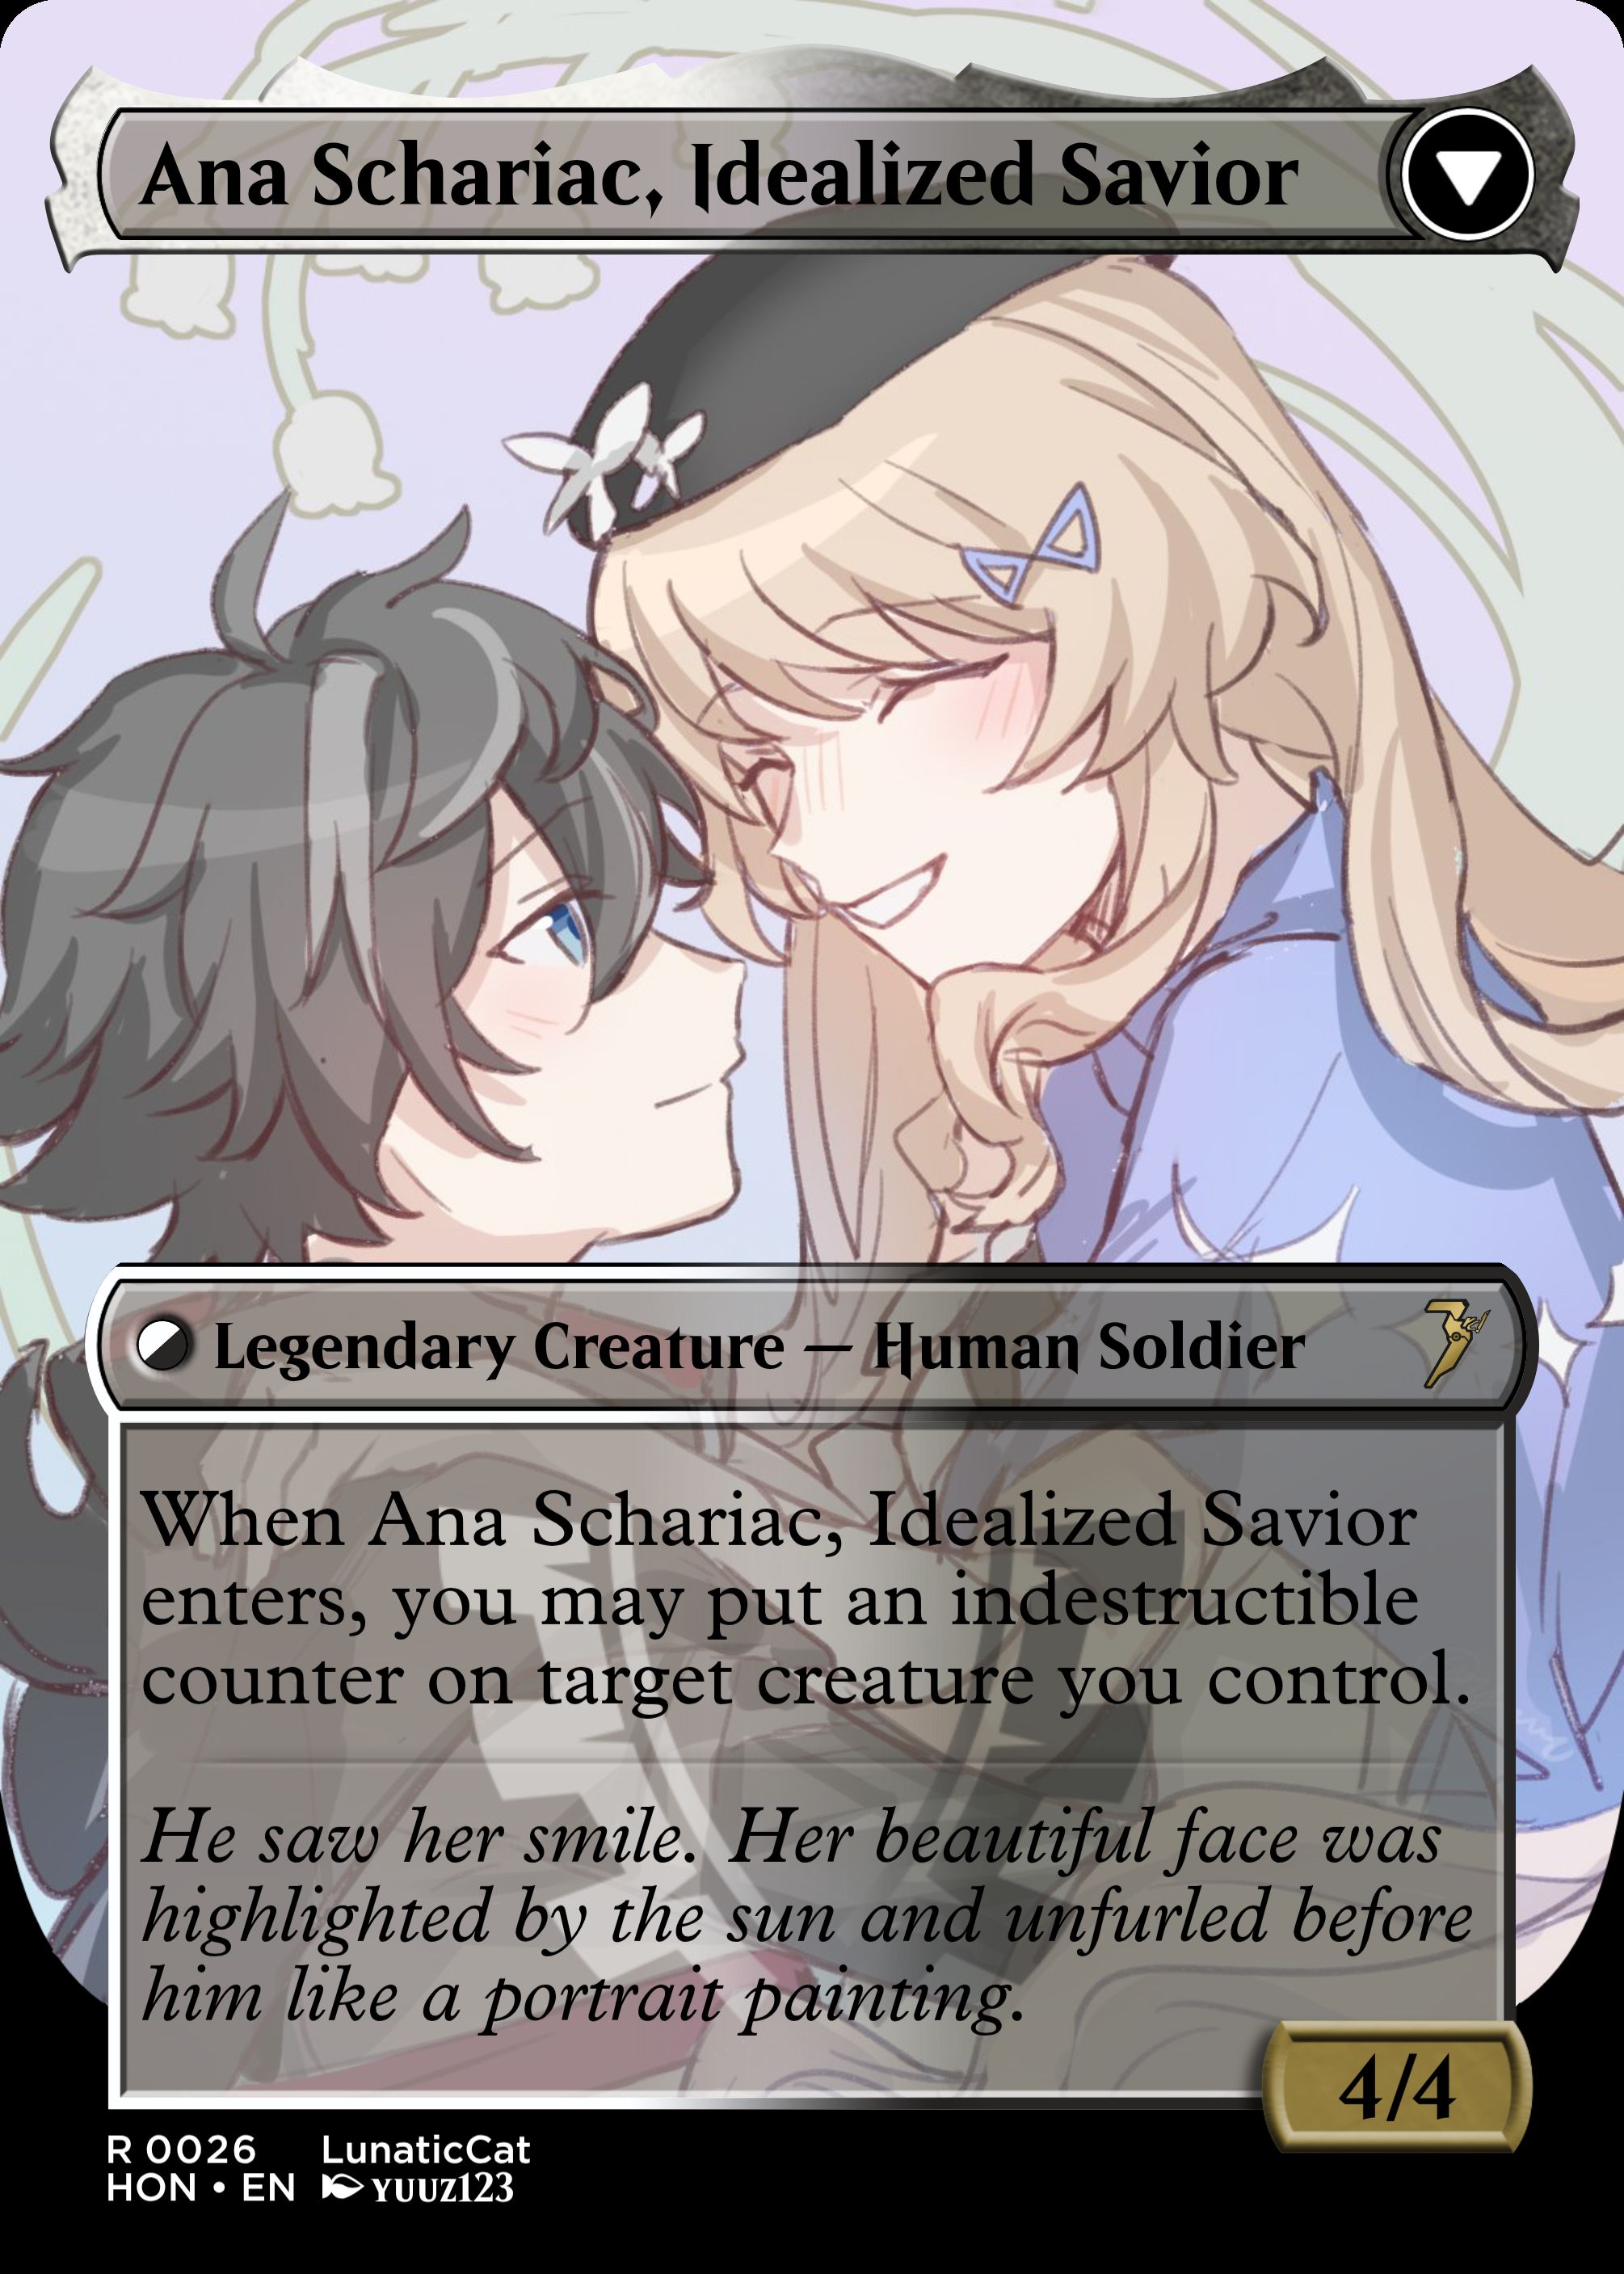 Ana Schariac, Idealized Savior
Legendary Creature — Human Soldier
When Ana Schariac, Idealized Savior
enters, you may put an indestructible
counter on target creature you control.
He saw her smile. Her beautiful face was
highlighted by the sun and unfurled before
him like a portrait painting.
4/4
R 0026 LunaticCat
HON • EN YUUZ123